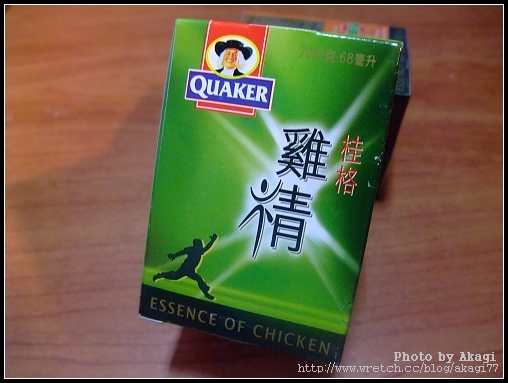 QUAKER
68毫升
桂格
雞精
ESSENCE OF CHICKEN
Photo by Akagi
http://www.wretch.cc/blog/akagi77